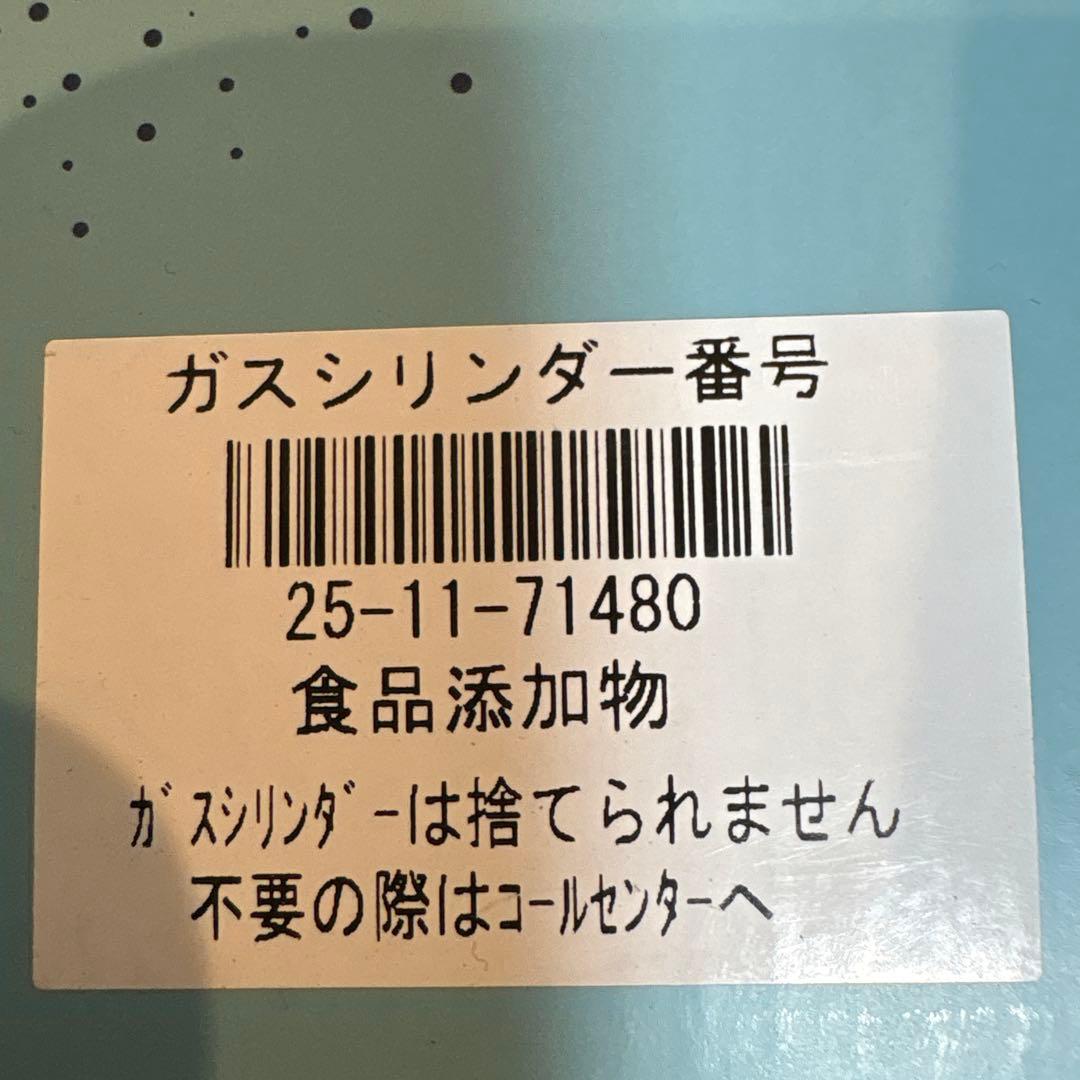 ガスシリンダー番号
25-11-71480
食品添加物
ｶﾞｽｼﾘﾝﾀﾞｰは捨てられません
不要の際はｺｰﾙｾﾝﾀｰへ